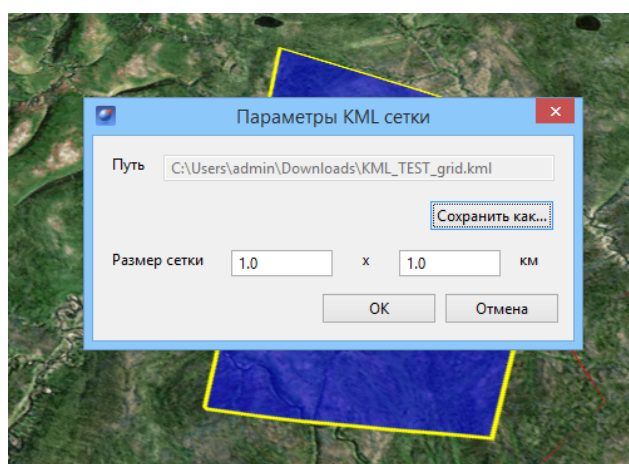 Параметры KML сетки
Путь C:\Users\admin\Downloads\KML_TEST_grid.kml
Сохранить как...
Размер сетки 1.0 x 1.0 км
OK Отмена